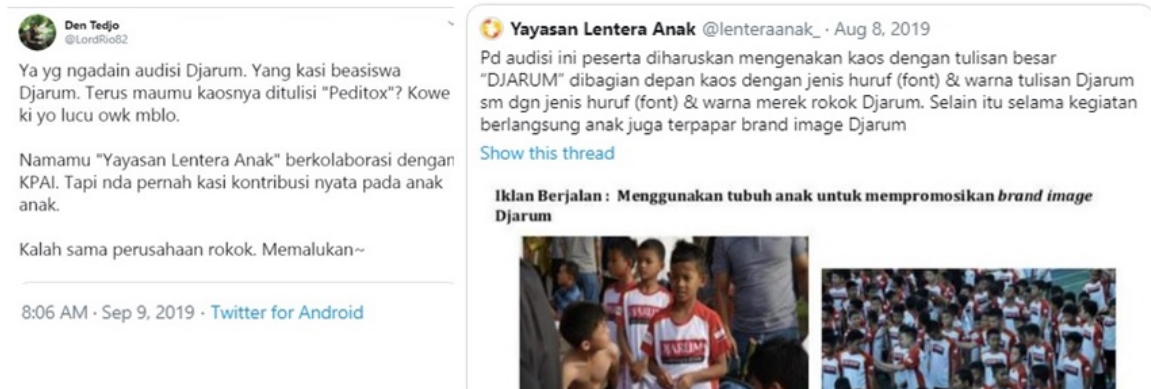 Den Tedjo
@LordRio82
Ya yg ngadain audisi Djarum. Yang kasi beasiswa
Djarum. Terus maumu kaosnya ditulisi "Peditox"? Kowe
ki yo lucu owk mblo.
Namamu "Yayasan Lentera Anak" berkolaborasi dengan
KPAI. Tapi nda pernah kasi kontribusi nyata pada anak
anak.
Kalah sama perusahaan rokok. Memalukan~
8:06 AM · Sep 9, 2019 · Twitter for Android
Yayasan Lentera Anak @lenteraanak_ · Aug 8, 2019
Pd audisi ini peserta diharuskan mengenakan kaos dengan tulisan besar
“DJARUM” dibagian depan kaos dengan jenis huruf (font) & warna tulisan Djarum
sm dgn jenis huruf (font) & warna merek rokok Djarum. Selain itu selama kegiatan
berlangsung anak juga terpapar brand image Djarum
Show this thread
Iklan Berjalan : Menggunakan tubuh anak untuk mempromosikan brand image
Djarum